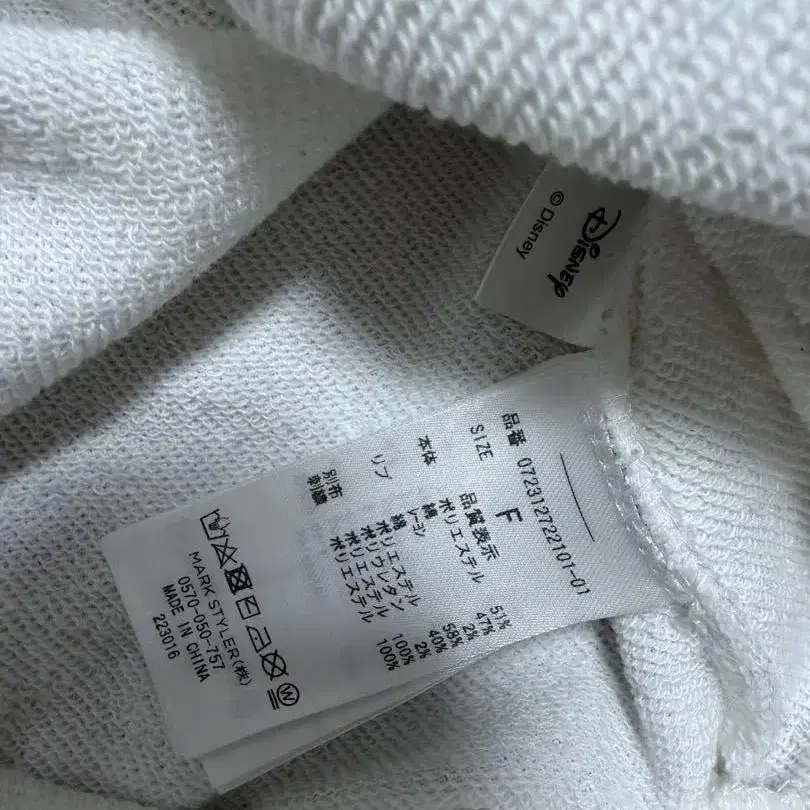 Disney
© Disney
品番 072312722101-01
SIZE F
品質表示
本体 ポリエステル 51%
綿 47%
レーヨン 2%
リブ 綿 58%
ポリエステル 40%
ポリウレタン 2%
別布 ポリエステル 100%
刺繍 ポリエステル 100%
W
MARK STYLER(株)
0570-050-757
MADE IN CHINA
223016